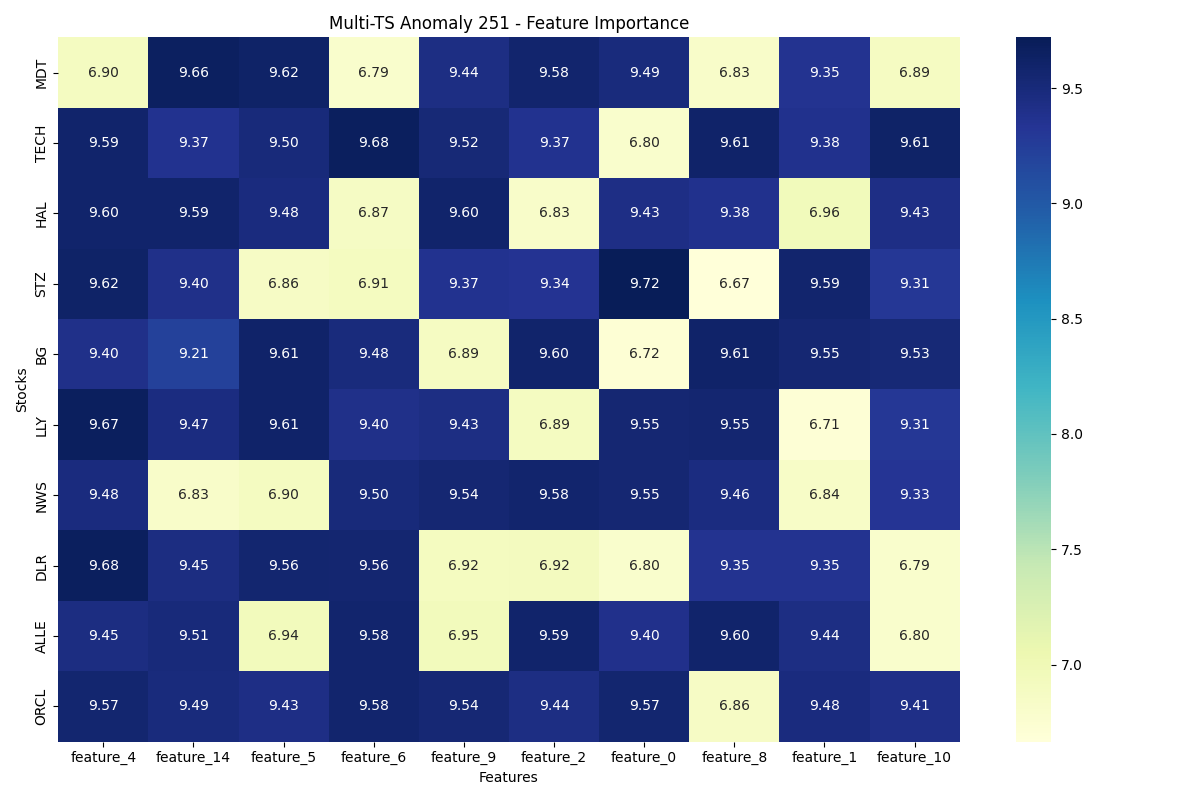 Multi-TS Anomaly 251 - Feature Importance
Stocks
MDT 6.90 9.66 9.62 6.79 9.44 9.58 9.49 6.83 9.35 6.89
TECH 9.59 9.37 9.50 9.68 9.52 9.37 6.80 9.61 9.38 9.61
HAL 9.60 9.59 9.48 6.87 9.60 6.83 9.43 9.38 6.96 9.43
STZ 9.62 9.40 6.86 6.91 9.37 9.34 9.72 6.67 9.59 9.31
BG 9.40 9.21 9.61 9.48 6.89 9.60 6.72 9.61 9.55 9.53
LLY 9.67 9.47 9.61 9.40 9.43 6.89 9.55 9.55 6.71 9.31
NWS 9.48 6.83 6.90 9.50 9.54 9.58 9.55 9.46 6.84 9.33
DLR 9.68 9.45 9.56 9.56 6.92 6.92 6.80 9.35 9.35 6.79
ALLE 9.45 9.51 6.94 9.58 6.95 9.59 9.40 9.60 9.44 6.80
ORCL 9.57 9.49 9.43 9.58 9.54 9.44 9.57 6.86 9.48 9.41
feature_4 feature_14 feature_5 feature_6 feature_9 feature_2 feature_0 feature_8 feature_1 feature_10
Features
9.5
9.0
8.5
8.0
7.5
7.0